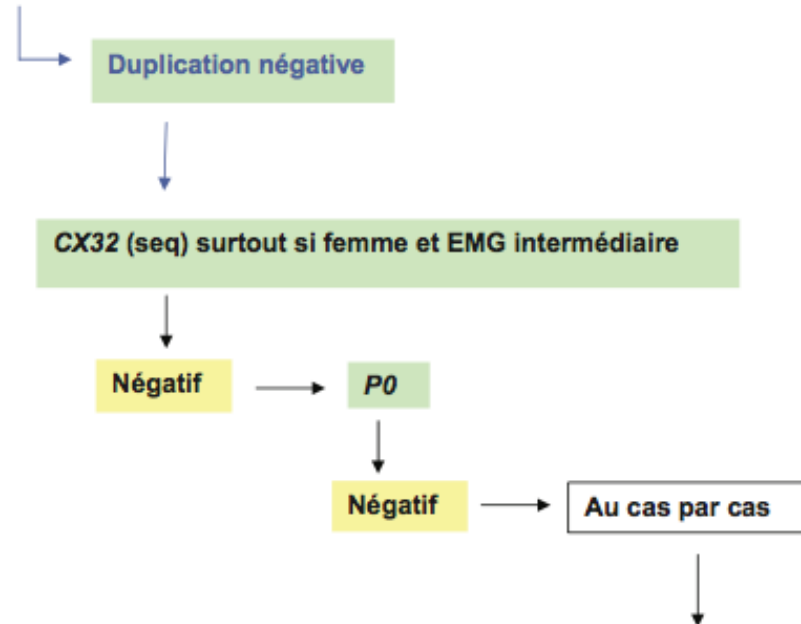 Duplication négative
CX32 (seq) surtout si femme et EMG intermédiaire
Négatif
P0
Négatif
Au cas par cas